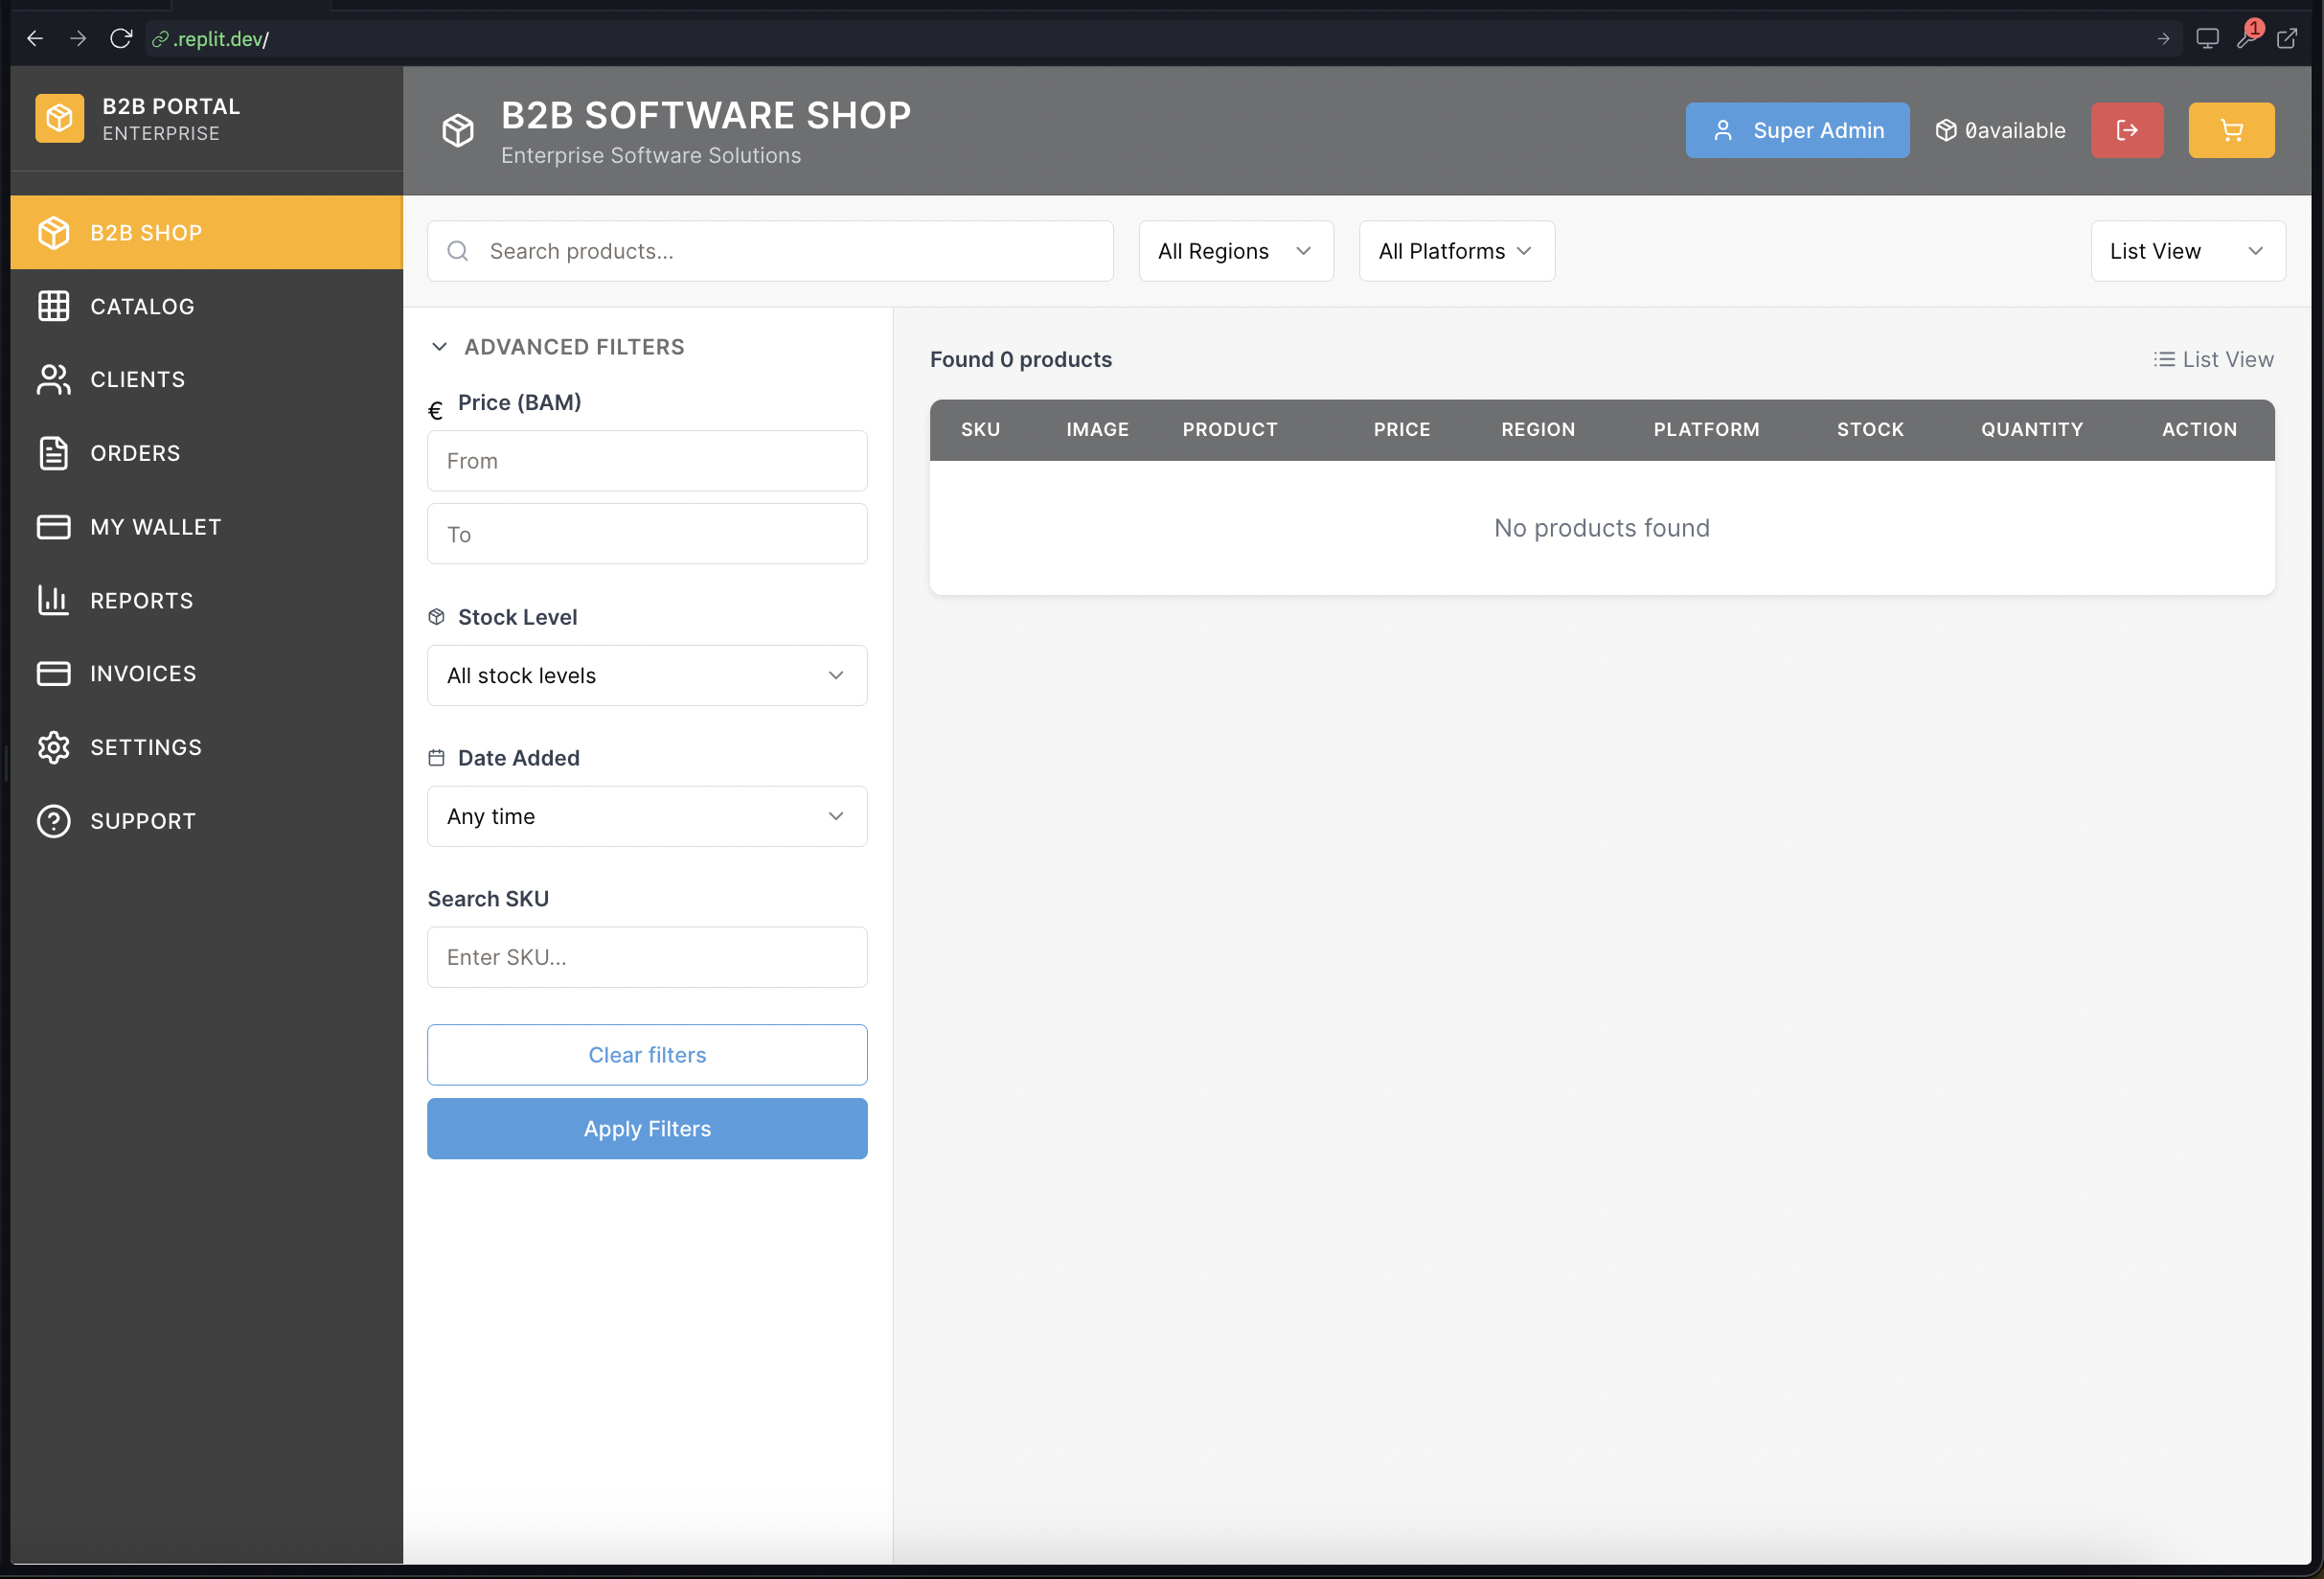 .replit.dev/
1
B2B PORTAL
ENTERPRISE
B2B SOFTWARE SHOP
Enterprise Software Solutions
Super Admin
0available
B2B SHOP
CATALOG
CLIENTS
ORDERS
MY WALLET
REPORTS
INVOICES
SETTINGS
SUPPORT
Search products...
All Regions
All Platforms
List View
ADVANCED FILTERS
€ Price (BAM)
From
To
Stock Level
All stock levels
Date Added
Any time
Search SKU
Enter SKU...
Clear filters
Apply Filters
Found 0 products
List View
SKU IMAGE PRODUCT PRICE REGION PLATFORM STOCK QUANTITY ACTION
No products found